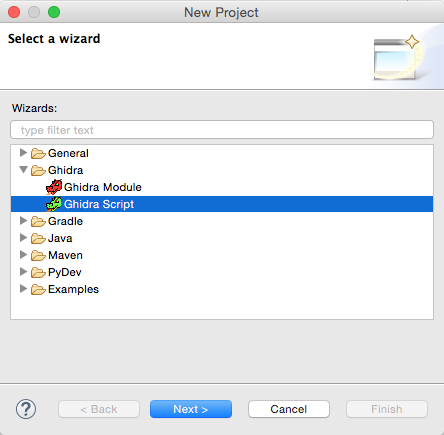 New Project
Select a wizard
Wizards:
type filter text
General
Ghidra
Ghidra Module
Ghidra Script
Gradle
Java
Maven
PyDev
Examples
?
< Back
Next >
Cancel
Finish